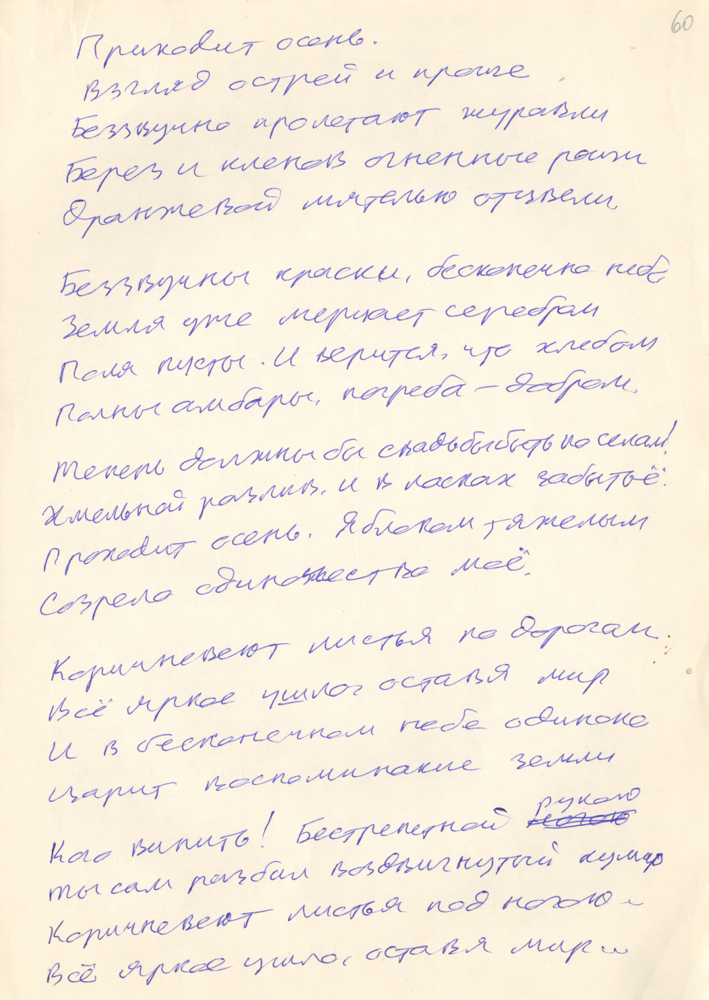 60
Приходит осень.
Взгляд острей и проще
Беззвучно пролетают журавли
Берез и кленов огненные рощи
Оранжевой мятелью отцвели
Беззвучны краски, бесконечно небо
Земля уже мерцает серебром
Поля пусты. И верится, что хлебом
Полны амбары, погреба – добром.
Теперь должны бы свадьбы быть по селам!
Хмельной разлив, и в ласках забытьё.
Проходит осень. Яблоком тяжелым
Созрело одиночество моё.
Коричневеют листья по дорогам.
Всё яркое ушло, оставя мир
И в бесконечном небе одиноко
Царит воспоминание земли
рукою
Кого винить! Бестрепетной ногою
Ты сам разбил воздвигнутый кумир
Коричневеют листья под ногою...
Всё яркое ушло, оставя мир...